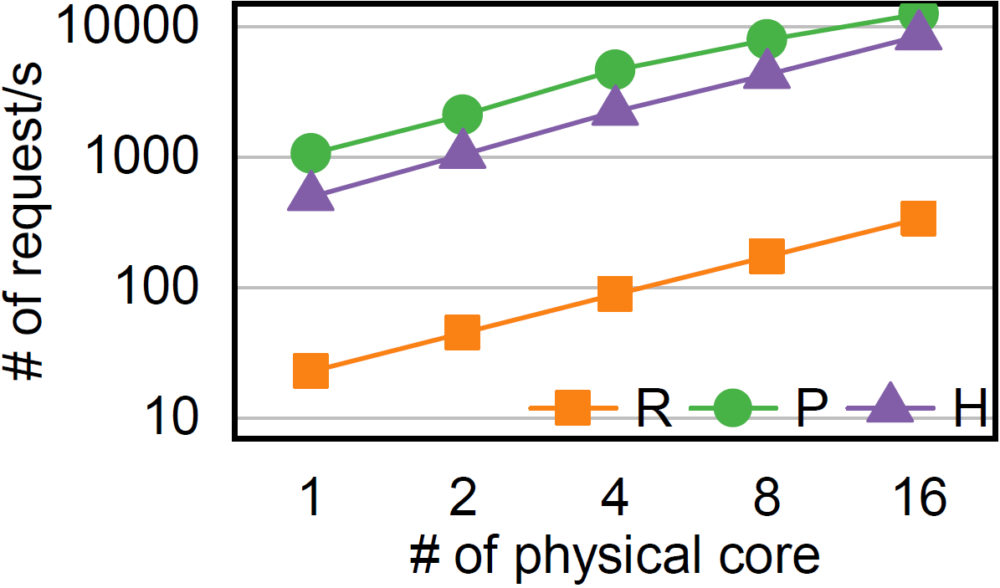 # of request/s
10000
1000
100
10
R P H
1 2 4 8 16
# of physical core